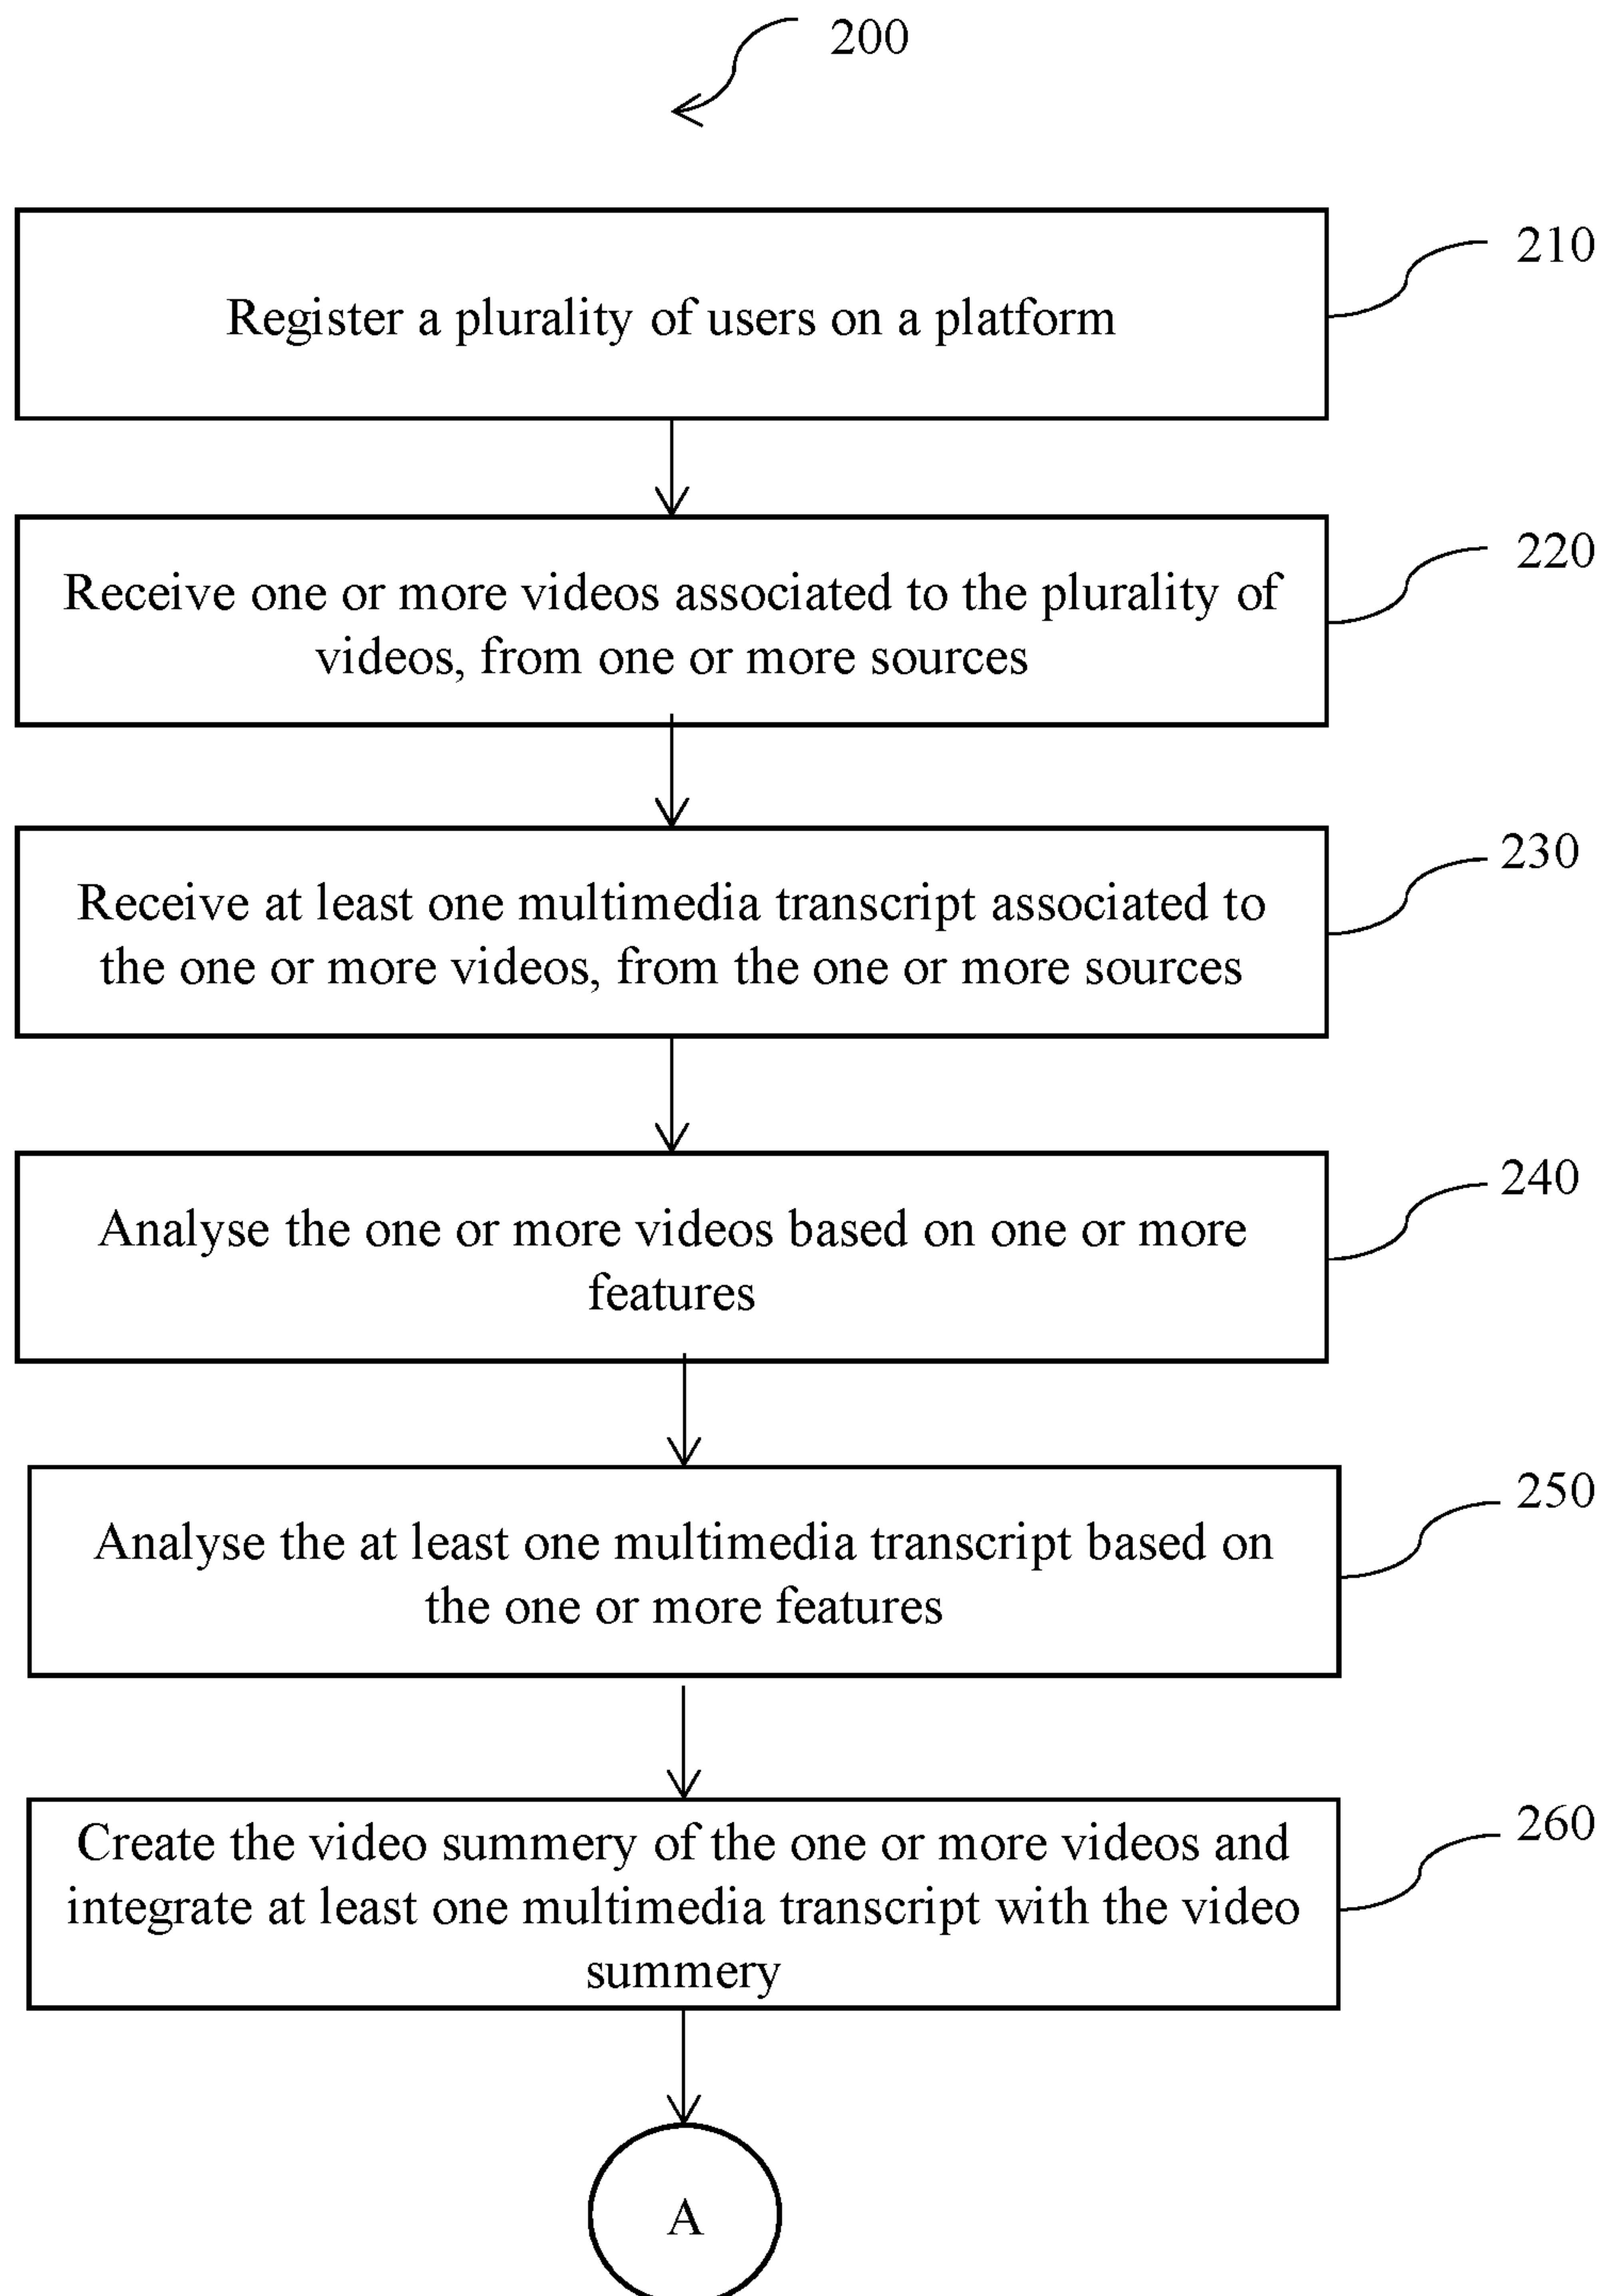 200
210
Register a plurality of users on a platform
220
Receive one or more videos associated to the plurality of
videos, from one or more sources
230
Receive at least one multimedia transcript associated to
the one or more videos, from the one or more sources
240
Analyse the one or more videos based on one or more
features
250
Analyse the at least one multimedia transcript based on
the one or more features
260
Create the video summery of the one or more videos and
integrate at least one multimedia transcript with the video
summery
A